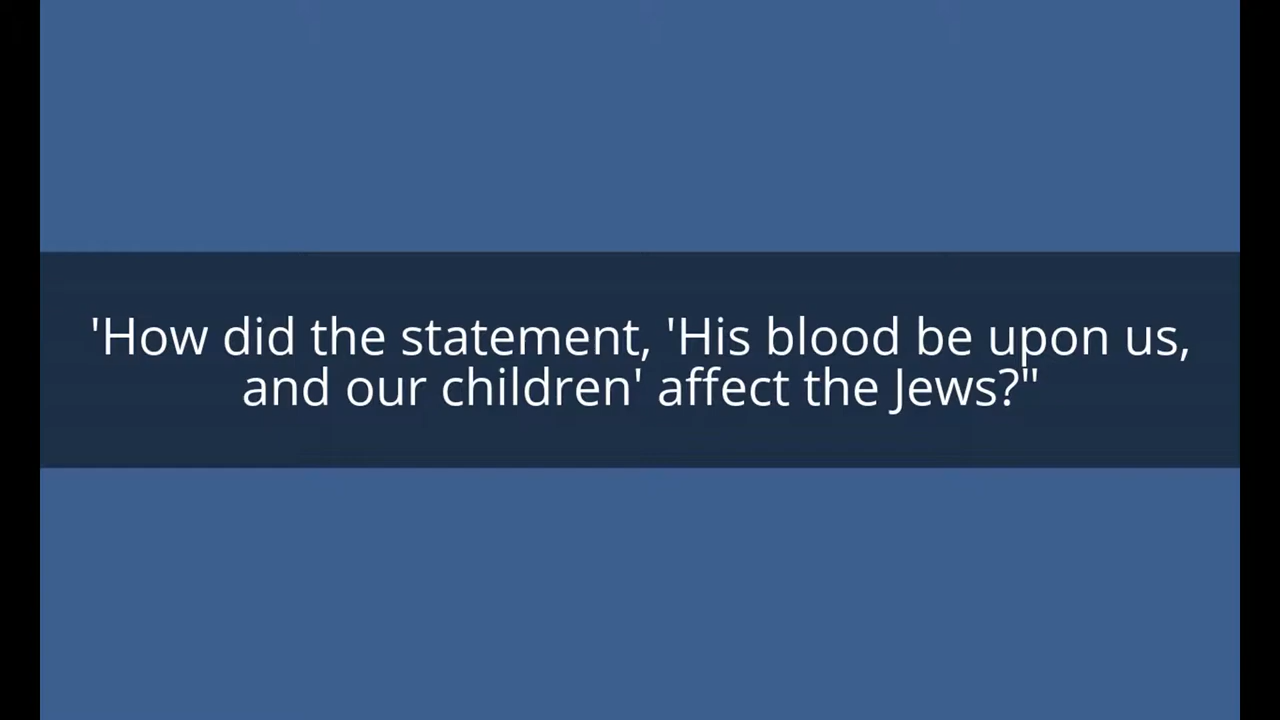 'How did the statement, 'His blood be upon us,
and our children' affect the Jews?"